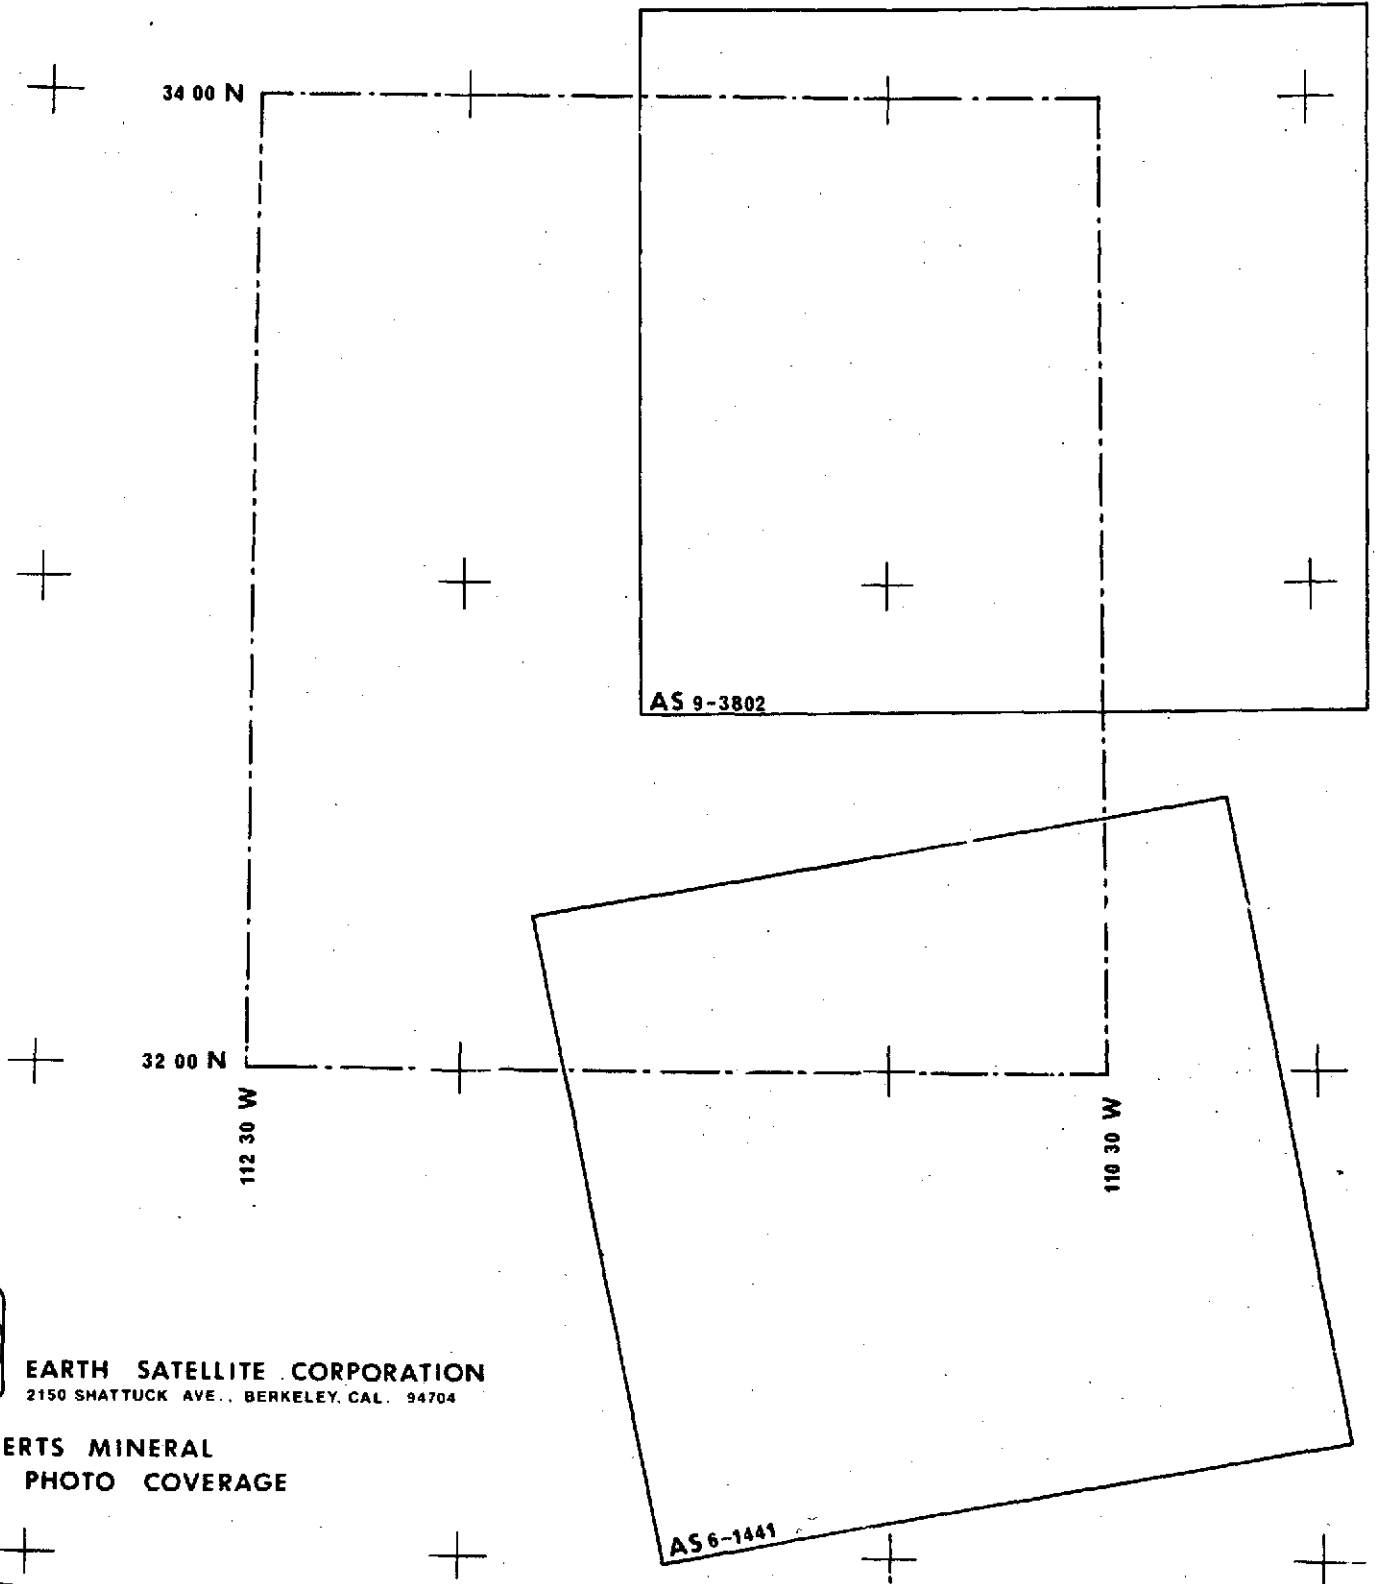 34 00 N
AS 9-3802
32 00 N
112 30 W
110 30 W
EARTH SATELLITE CORPORATION
2150 SHATTUCK AVE., BERKELEY, CAL. 94704
ERTS MINERAL
PHOTO COVERAGE
AS 6-1441